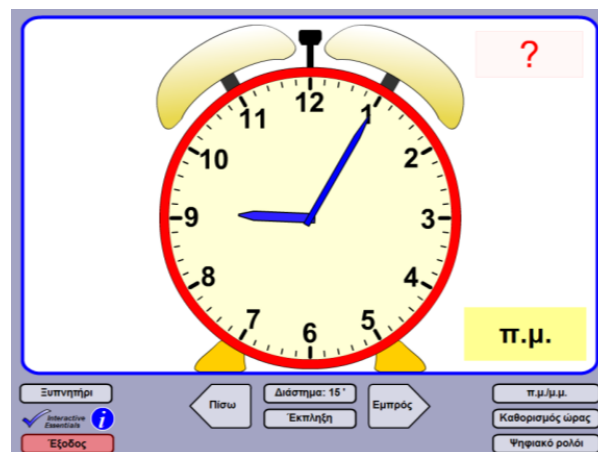 ?
12
11
1
10
2
9
3
8
4
7
5
6
π.μ.
Ξυπνητήρι
Πίσω
Διάστημα: 15 '
Εμπρός
π.μ./μ.μ.
Interactive
Essentials
i
Έκπληξη
Καθορισμός ώρας
Έξοδος
Ψηφιακό ρολόι